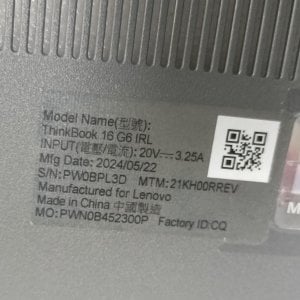 Model Name(型號):
ThinkBook 16 G6 IRL
INPUT(電壓/電流): 20V⎓3.25A
Mfg Date: 2024/05/22
S/N:PW0BPL3D MTM:21KH00RREV
Manufactured for Lenovo
Made in China 中國製造
MO:PWN0B452300P Factory ID:CQ